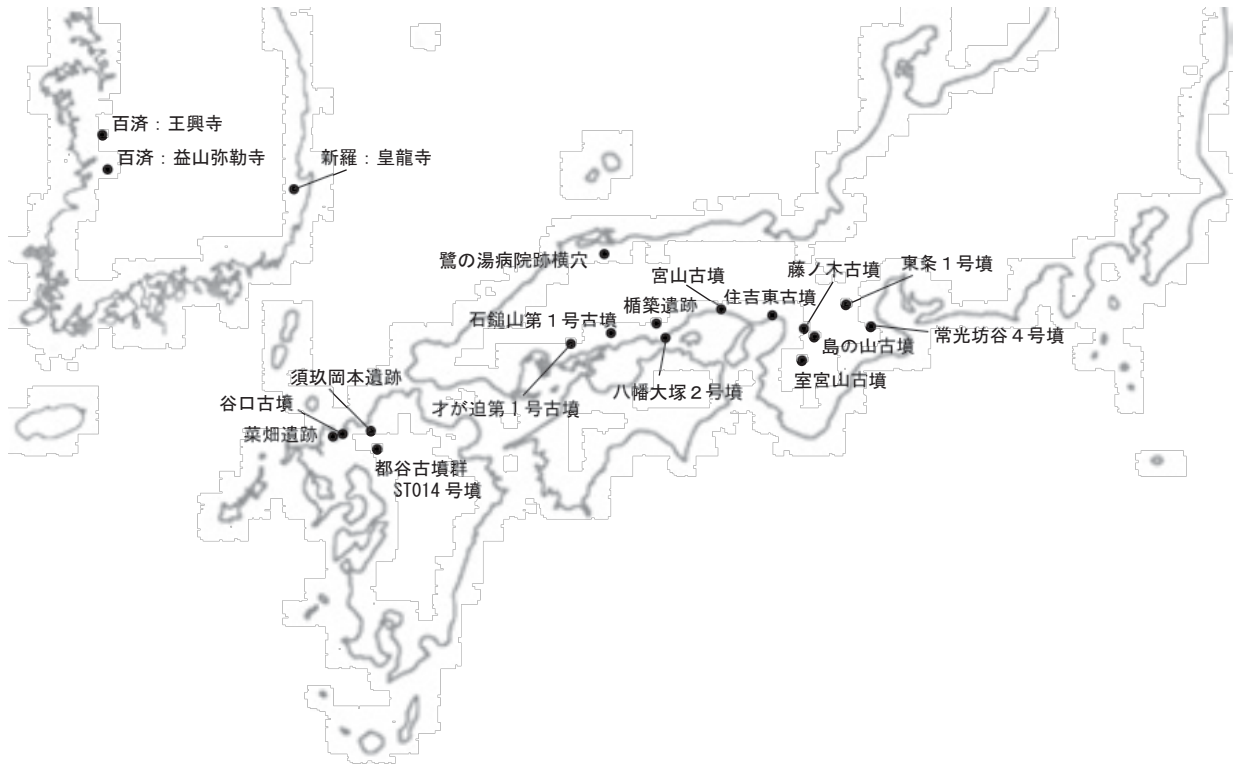 百済：王興寺
百済：益山弥勒寺
新羅：皇龍寺
鷺の湯病院跡横穴
宮山古墳
藤ノ木古墳
東条１号墳
楯築遺跡
住吉東古墳
石鎚山第１号古墳
常光坊谷４号墳
島の山古墳
須玖岡本遺跡
室宮山古墳
八幡大塚２号墳
谷口古墳
才が迫第１号古墳
菜畑遺跡
都谷古墳群
ST014 号墳